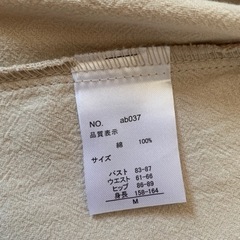 NO. ab037
品質表示
綿 100%
サイズ
バスト 83-87
ウエスト 61-66
ヒップ 86-89
身長 158-164
M